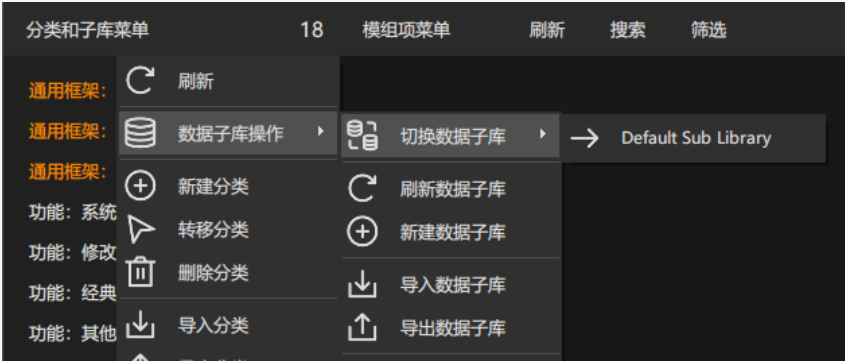 分类和子库菜单 18 模组项菜单 刷新 搜索 筛选
通用框架: 刷新
通用框架: 数据子库操作 切换数据子库 Default Sub Library
通用框架: 新建分类 刷新数据子库
功能: 系统 转移分类 新建数据子库
功能: 修改 删除分类 导入数据子库
功能: 经典 导入分类 导出数据子库
功能: 其他